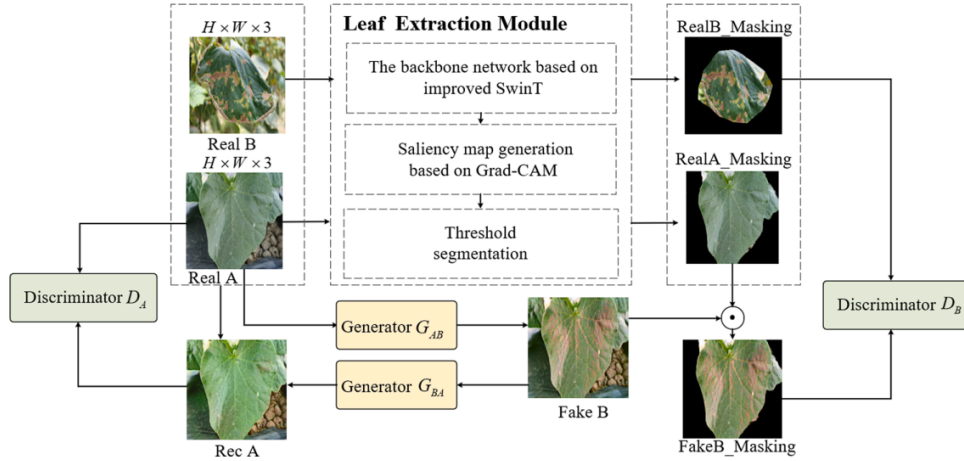 H × W × 3
Leaf Extraction Module
RealB_Masking
The backbone network based on
improved SwinT
Real B
H × W × 3
Saliency map generation
based on Grad-CAM
RealA_Masking
Threshold
segmentation
Real A
Discriminator D_A
Generator G_AB
Discriminator D_B
Generator G_BA
Fake B
Rec A
FakeB_Masking